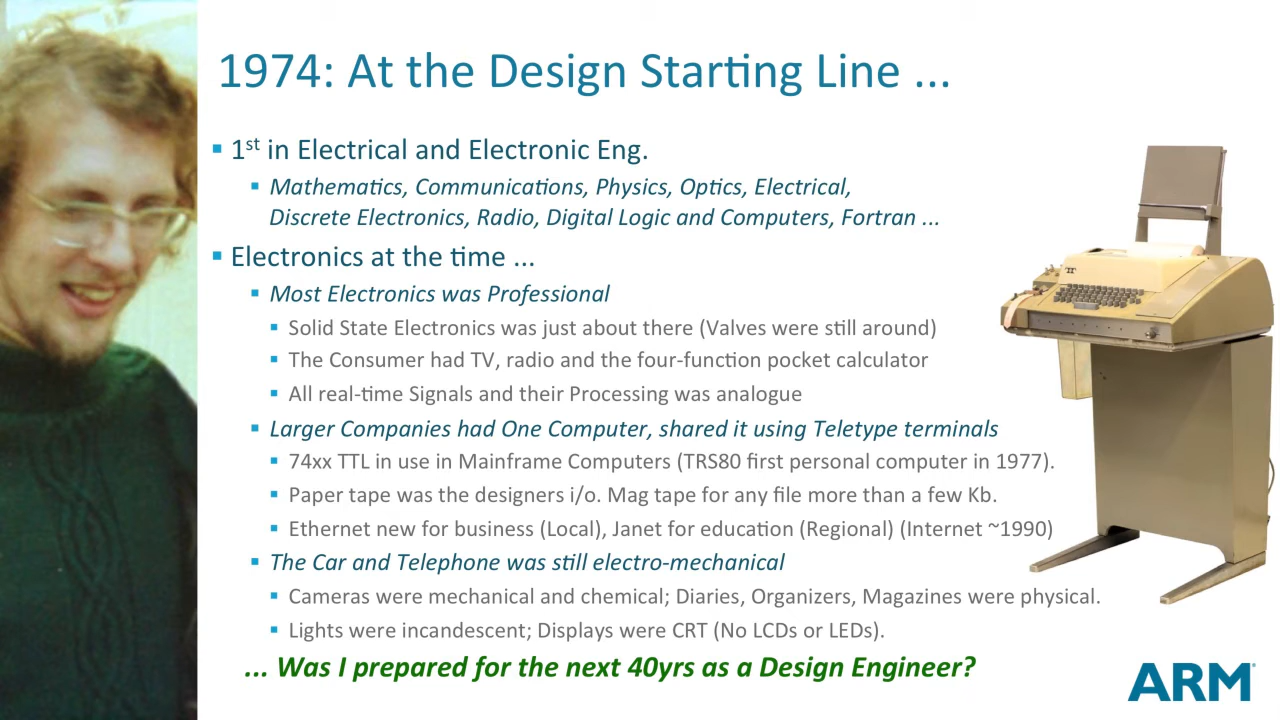 1974: At the Design Starting Line ...
1st in Electrical and Electronic Eng.
Mathematics, Communications, Physics, Optics, Electrical,
Discrete Electronics, Radio, Digital Logic and Computers, Fortran ...
Electronics at the time ...
Most Electronics was Professional
Solid State Electronics was just about there (Valves were still around)
The Consumer had TV, radio and the four-function pocket calculator
All real-time Signals and their Processing was analogue
Larger Companies had One Computer, shared it using Teletype terminals
74xx TTL in use in Mainframe Computers (TRS80 first personal computer in 1977).
Paper tape was the designers i/o. Mag tape for any file more than a few Kb.
Ethernet new for business (Local), Janet for education (Regional) (Internet ~1990)
The Car and Telephone was still electro-mechanical
Cameras were mechanical and chemical; Diaries, Organizers, Magazines were physical.
Lights were incandescent; Displays were CRT (No LCDs or LEDs).
... Was I prepared for the next 40yrs as a Design Engineer?
ARM